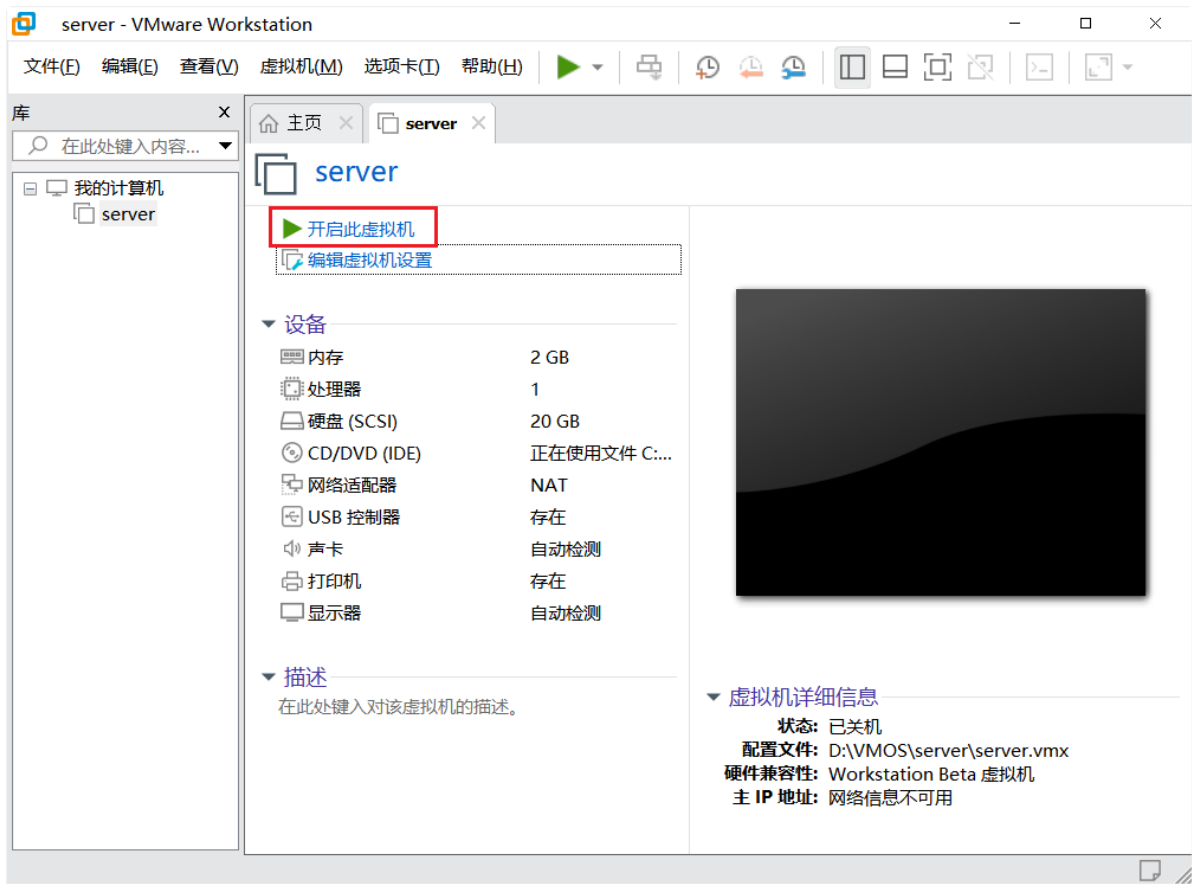 server - VMware Workstation
文件(F) 编辑(E) 查看(V) 虚拟机(M) 选项卡(T) 帮助(H)
库
在此处键入内容...
我的计算机
server
主页 server
server
开启此虚拟机
编辑虚拟机设置
设备
内存 2 GB
处理器 1
硬盘 (SCSI) 20 GB
CD/DVD (IDE) 正在使用文件 C:...
网络适配器 NAT
USB 控制器 存在
声卡 自动检测
打印机 存在
显示器 自动检测
描述
在此处键入对该虚拟机的描述。
虚拟机详细信息
状态: 已关机
配置文件: D:\VMOS\server\server.vmx
硬件兼容性: Workstation Beta 虚拟机
主 IP 地址: 网络信息不可用